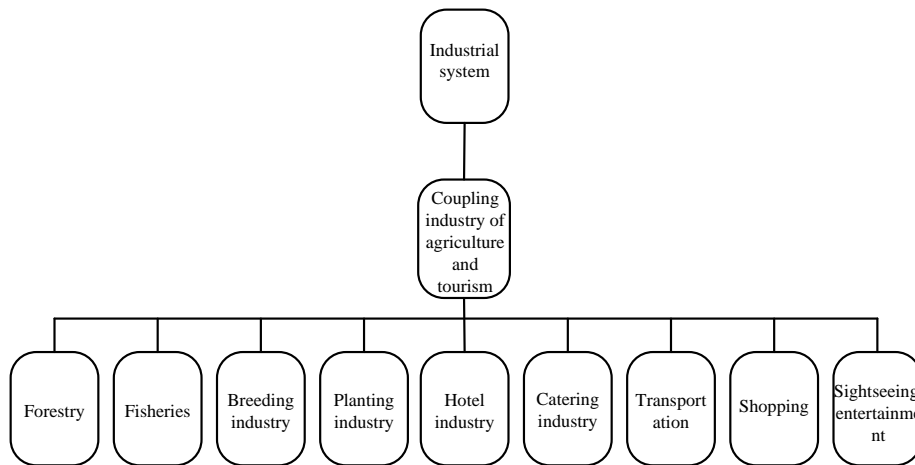 Industrial
system
Coupling
industry of
agriculture
and
tourism
Forestry
Fisheries
Breeding
industry
Planting
industry
Hotel
industry
Catering
industry
Transport
ation
Shopping
Sightseeing
entertainme
nt